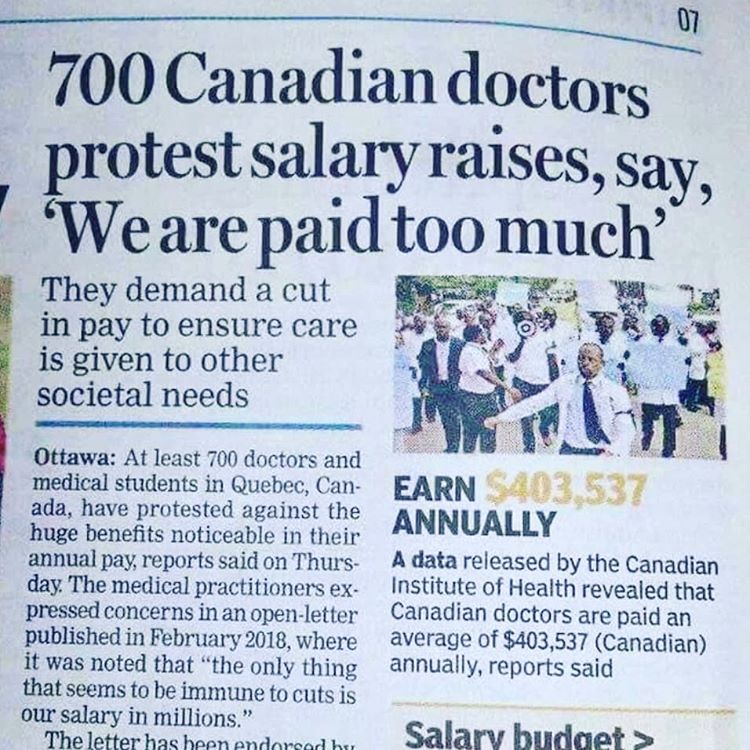 07
700 Canadian doctors
protest salary raises, say,
‘We are paid too much’
They demand a cut
in pay to ensure care
is given to other
societal needs
Ottawa: At least 700 doctors and
medical students in Quebec, Can-
ada, have protested against the
huge benefits noticeable in their
annual pay, reports said on Thurs-
day. The medical practitioners ex-
pressed concerns in an open-letter
published in February 2018, where
it was noted that “the only thing
that seems to be immune to cuts is
our salary in millions.”
The letter has been endorsed by
EARN $403,537
ANNUALLY
A data released by the Canadian
Institute of Health revealed that
Canadian doctors are paid an
average of $403,537 (Canadian)
annually, reports said
Salary budget >